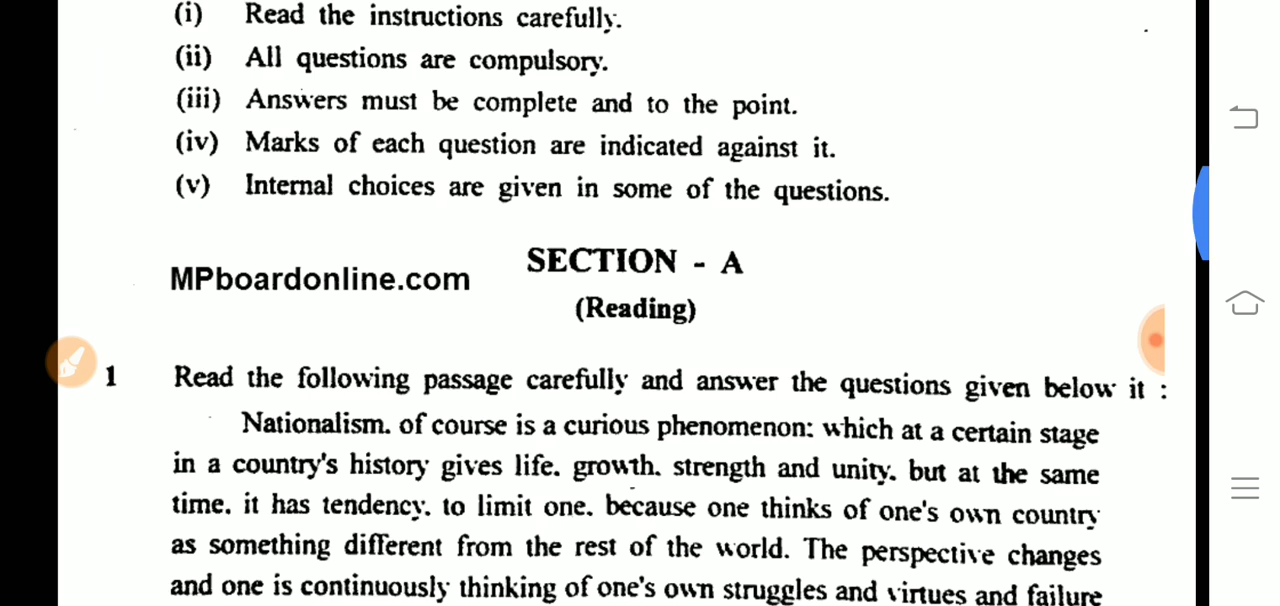 (i) Read the instructions carefully.
(ii) All questions are compulsory.
(iii) Answers must be complete and to the point.
(iv) Marks of each question are indicated against it.
(v) Internal choices are given in some of the questions.
SECTION - A
MPboardonline.com
(Reading)
1 Read the following passage carefully and answer the questions given below it :
Nationalism. of course is a curious phenomenon: which at a certain stage
in a country's history gives life. growth. strength and unity. but at the same
time. it has tendency. to limit one. because one thinks of one's own country
as something different from the rest of the world. The perspective changes
and one is continuously thinking of one's own struggles and virtues and failure